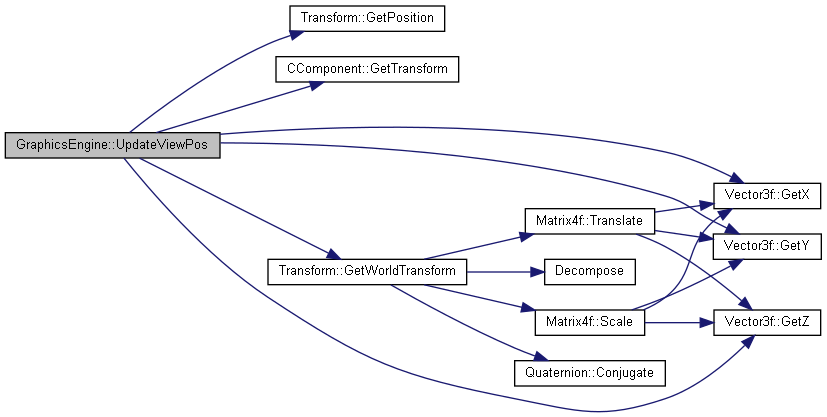 Transform::GetPosition
CComponent::GetTransform
GraphicsEngine::UpdateViewPos
Vector3f::GetX
Matrix4f::Translate
Vector3f::GetY
Transform::GetWorldTransform
Decompose
Matrix4f::Scale
Vector3f::GetZ
Quaternion::Conjugate